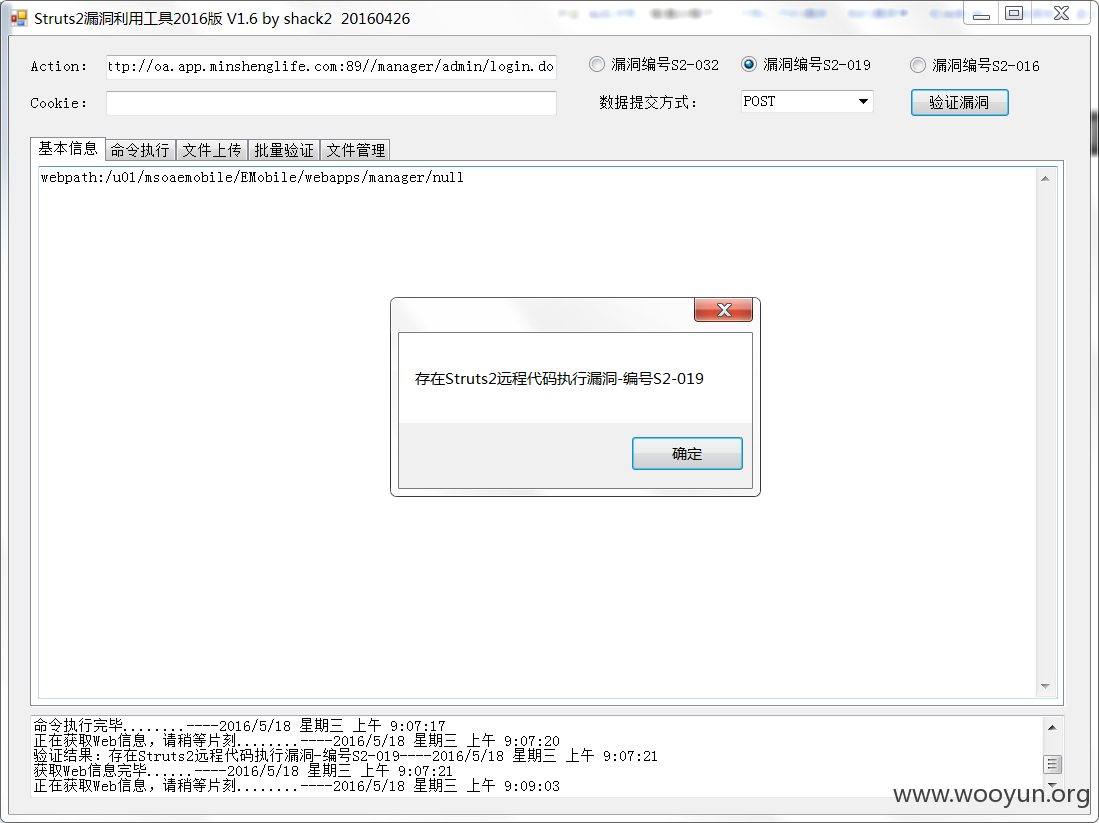 Struts2漏洞利用工具2016版 V1.6 by shack2  20160426
Action: ttp://oa.app.minshenglife.com:89//manager/admin/login.do 漏洞编号S2-032 漏洞编号S2-019 漏洞编号S2-016
Cookie: 数据提交方式: POST 验证漏洞
基本信息 命令执行 文件上传 批量验证 文件管理
webpath:/u01/msoaemobile/EMobile/webapps/manager/null
存在Struts2远程代码执行漏洞-编号S2-019
确定
命令执行完毕........----2016/5/18 星期三 上午 9:07:17
正在获取Web信息，请稍等片刻........----2016/5/18 星期三 上午 9:07:20
验证结果：存在Struts2远程代码执行漏洞-编号S2-019----2016/5/18 星期三 上午 9:07:21
获取Web信息完毕......----2016/5/18 星期三 上午 9:07:21
正在获取Web信息，请稍等片刻........----2016/5/18 星期三 上午 9:09:03
www.wooyun.org